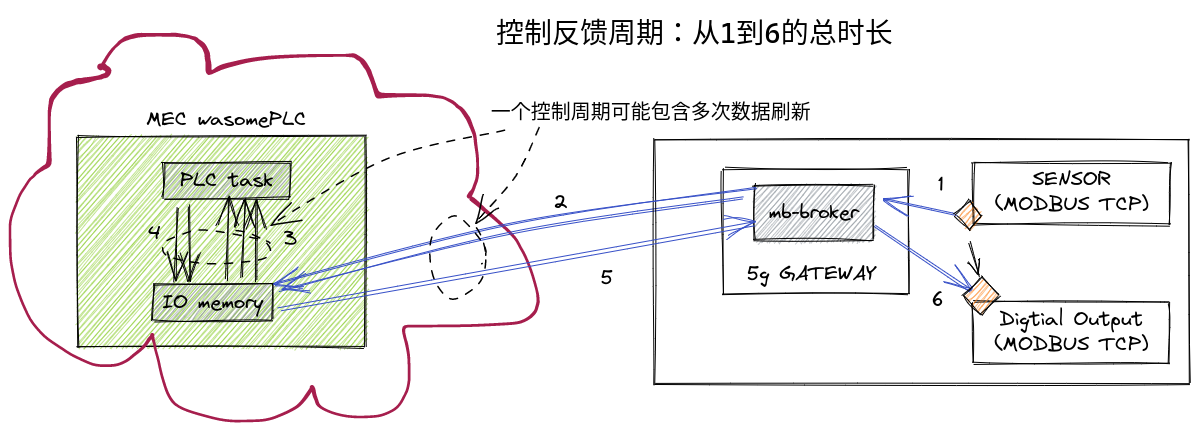 控制反馈周期：从1到6的总时长
一个控制周期可能包含多次数据刷新
MEC wasomePLC
PLC task
4
3
IO memory
2
5
mb-broker
5g GATEWAY
1
6
SENSOR
(MODBUS TCP)
Digtial Output
(MODBUS TCP)